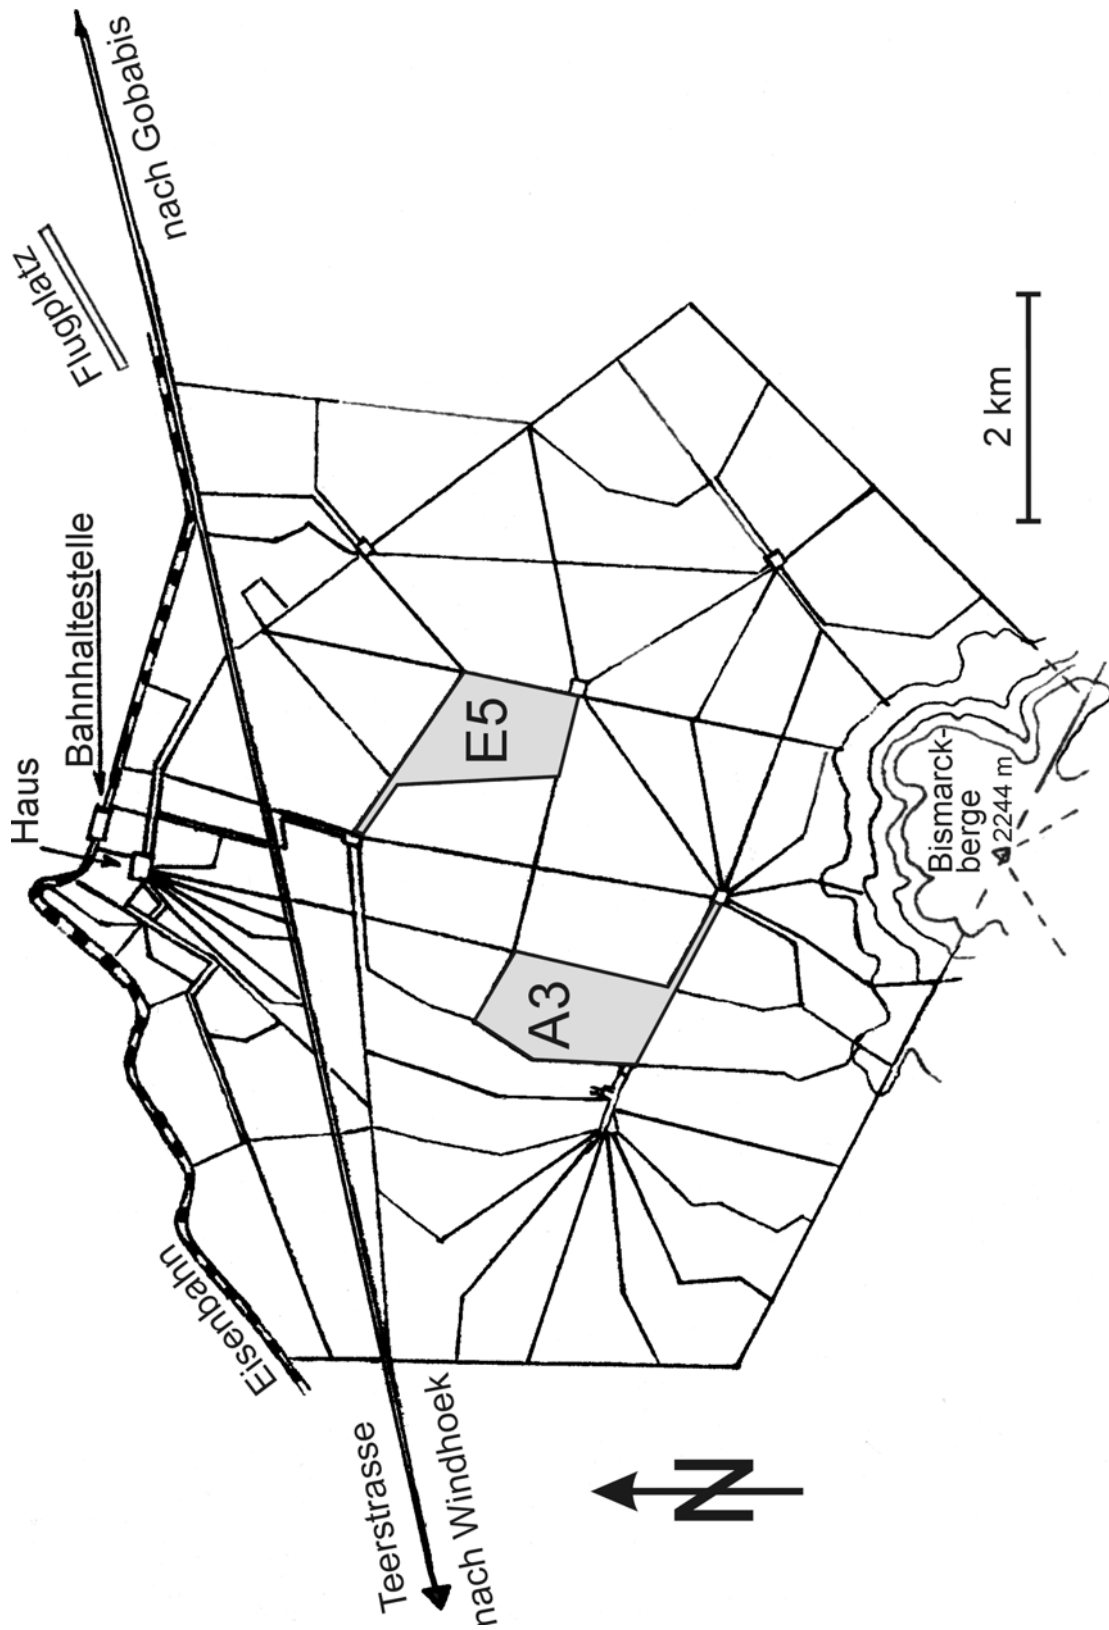 nach Gobabis
Flugplatz
Bahnhaltestelle
Haus
2 km
E5
A3
Bismarck-
berge
2244 m
Eisenbahn
Teerstrasse
nach Windhoek
N